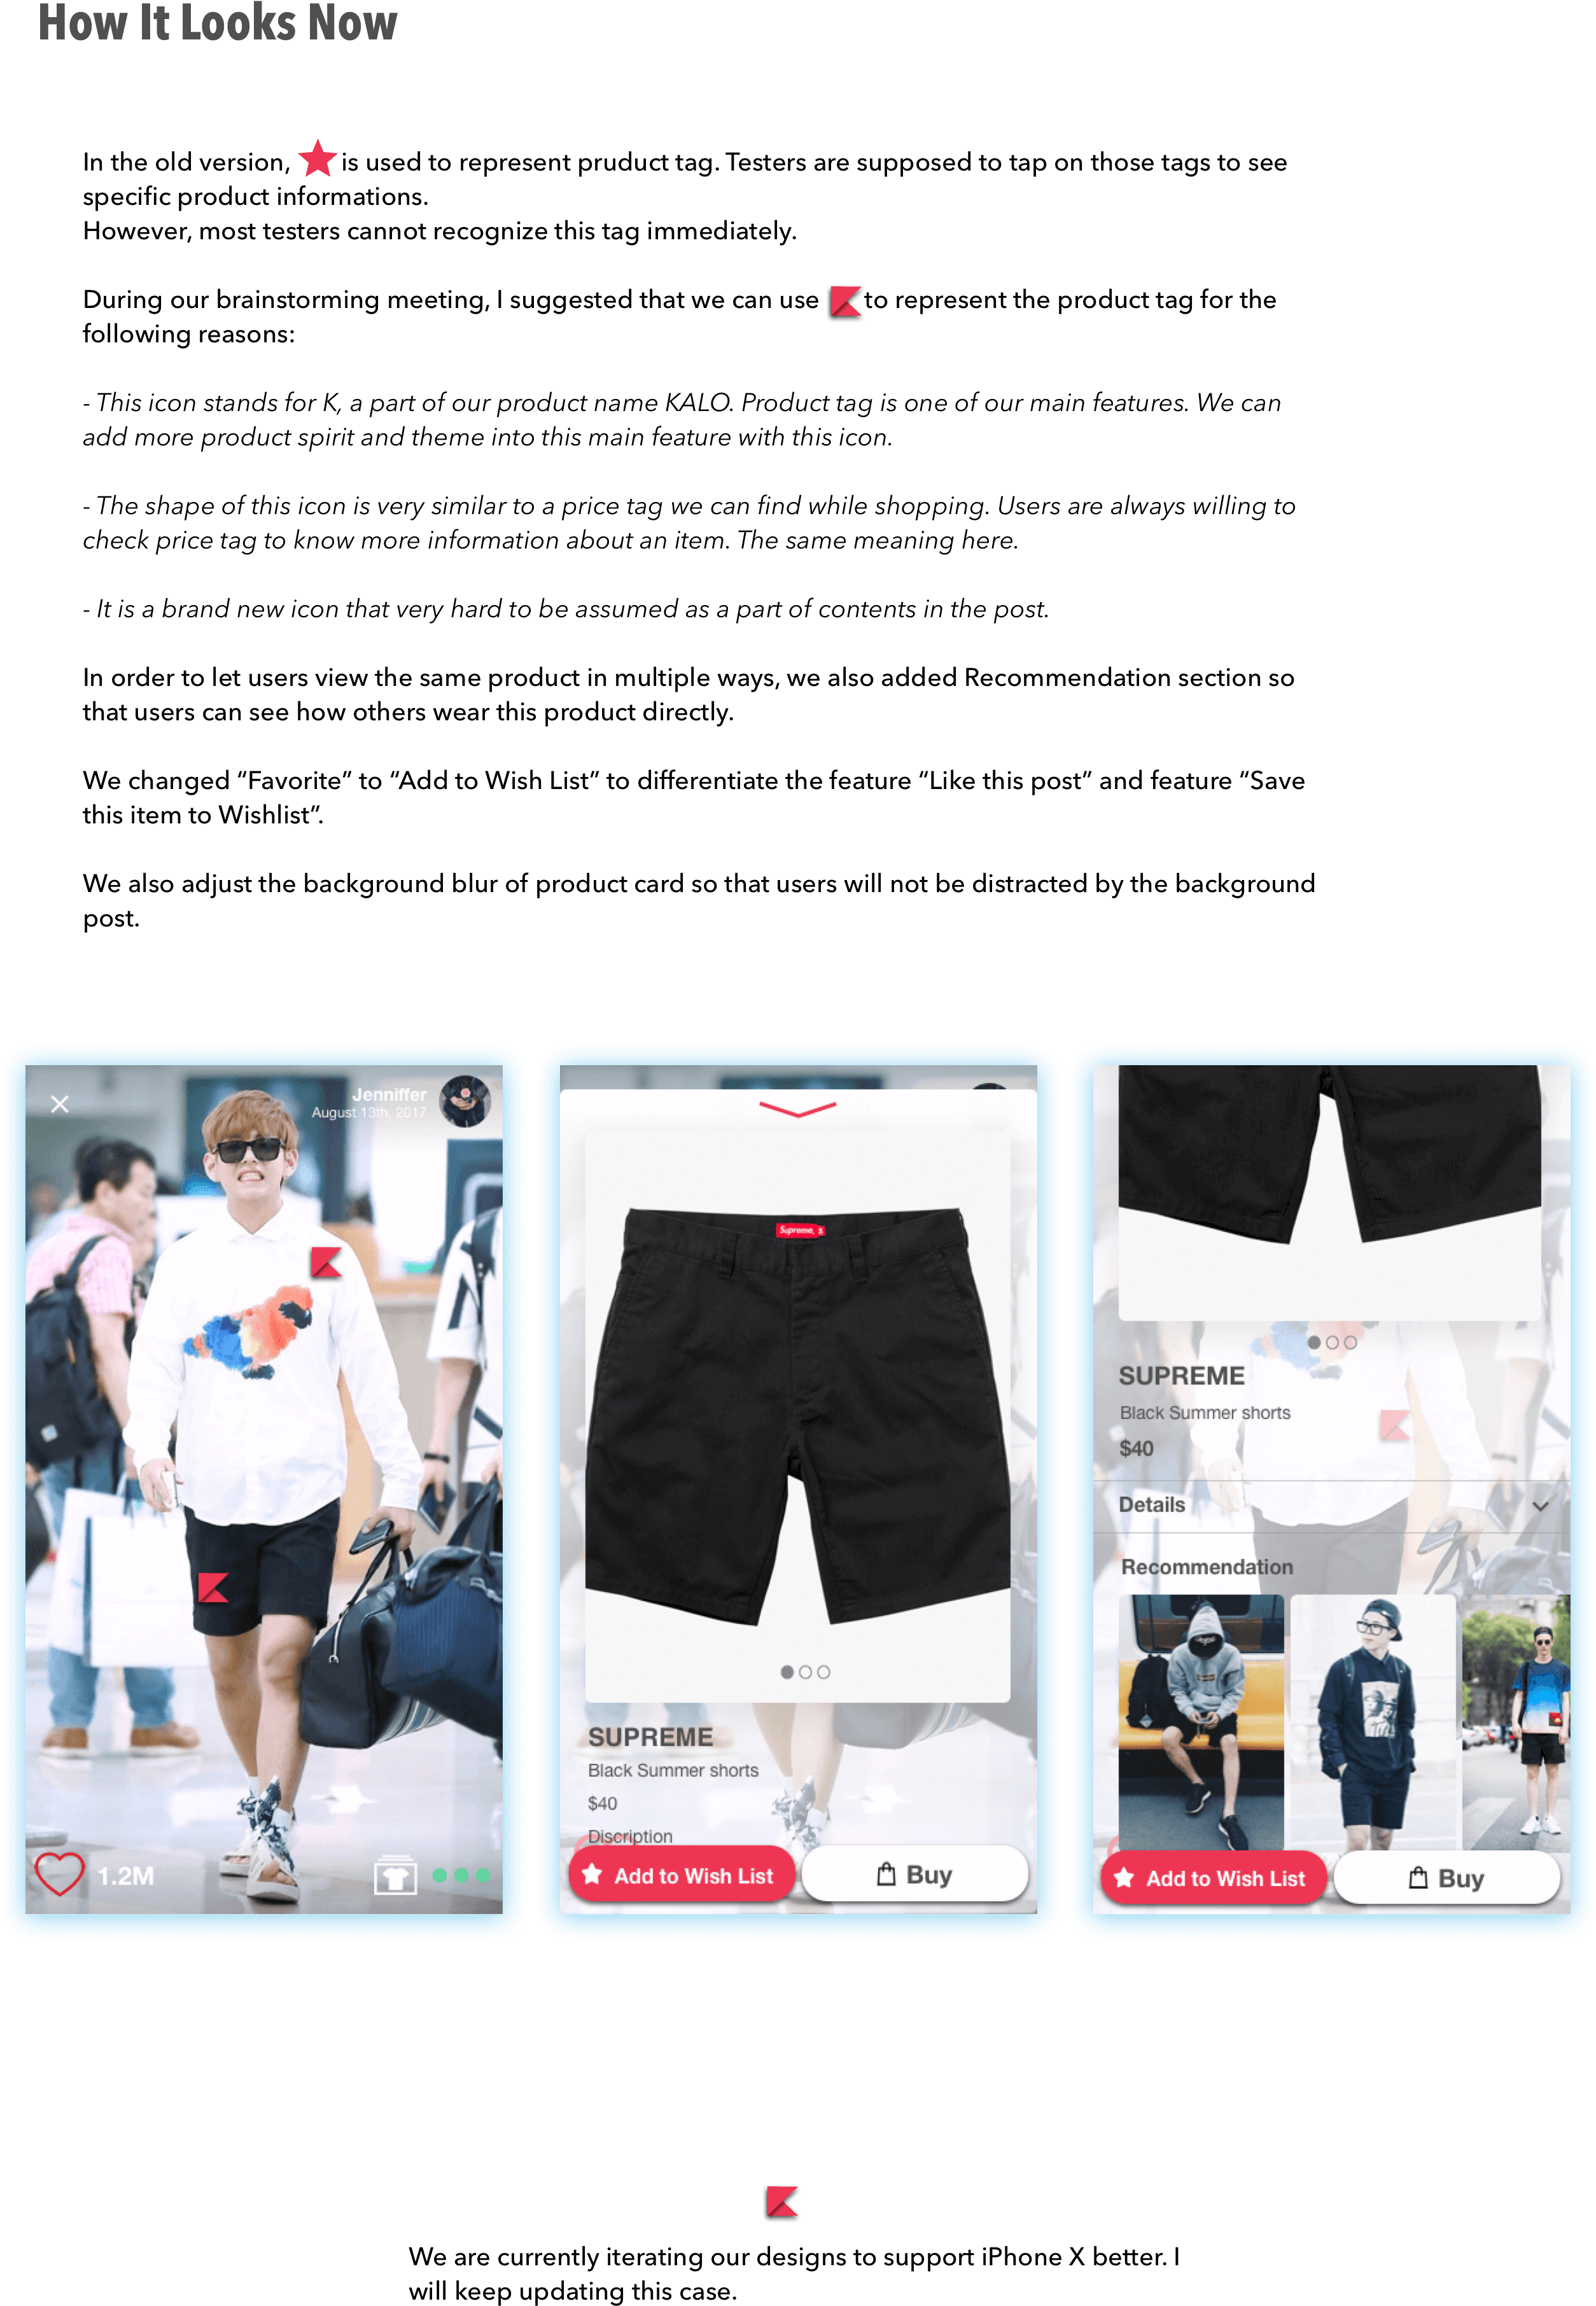 How It Looks Now
In the old version, is used to represent pruduct tag. Testers are supposed to tap on those tags to see
specific product informations.
However, most testers cannot recognize this tag immediately.
During our brainstorming meeting, I suggested that we can use to represent the product tag for the
following reasons:
- This icon stands for K, a part of our product name KALO. Product tag is one of our main features. We can
add more product spirit and theme into this main feature with this icon.
- The shape of this icon is very similar to a price tag we can find while shopping. Users are always willing to
check price tag to know more information about an item. The same meaning here.
- It is a brand new icon that very hard to be assumed as a part of contents in the post.
In order to let users view the same product in multiple ways, we also added Recommendation section so
that users can see how others wear this product directly.
We changed “Favorite” to “Add to Wish List” to differentiate the feature “Like this post” and feature “Save
this item to Wishlist”.
We also adjust the background blur of product card so that users will not be distracted by the background
post.
Jenniffer
August 13th, 2017
1.2M
Supreme
SUPREME
Black Summer shorts
$40
Discription
Add to Wish List
Buy
SUPREME
Black Summer shorts
$40
Details
Recommendation
Add to Wish List
Buy
We are currently iterating our designs to support iPhone X better. I
will keep updating this case.